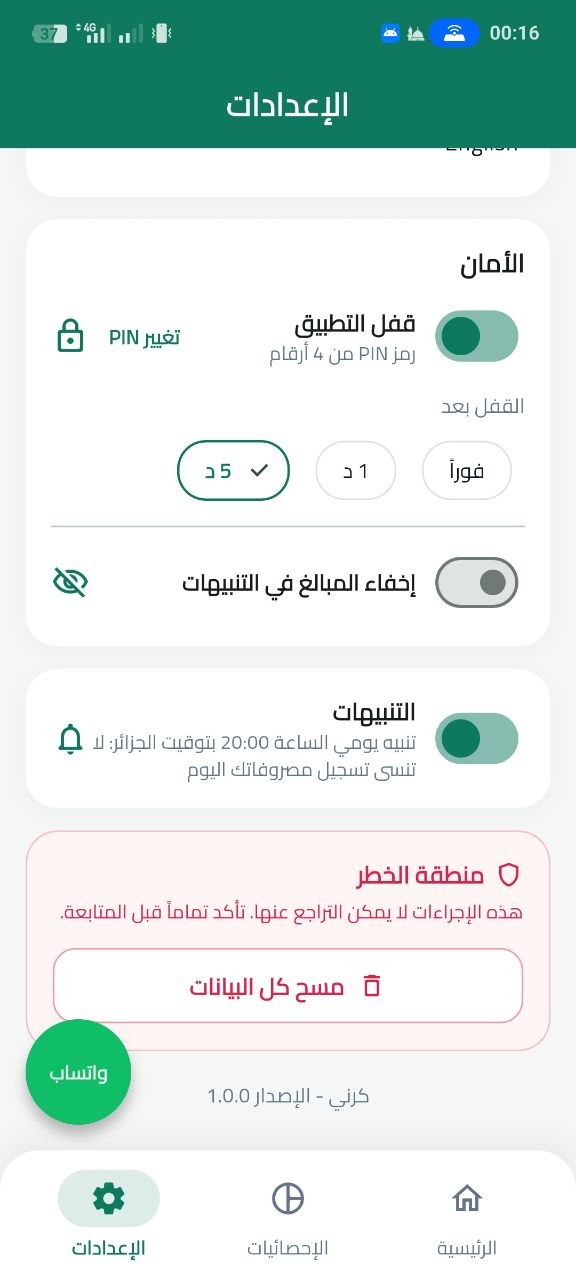 37
4G
00:16
الإعدادات
English
الأمان
قفل التطبيق
رمز PIN من 4 أرقام
تغيير PIN
القفل بعد
فوراً
1 د
5 د
إخفاء المبالغ في التنبيهات
التنبيهات
تنبيه يومي الساعة 20:00 بتوقيت الجزائر: لا
تنسى تسجيل مصروفاتك اليوم
منطقة الخطر
هذه الإجراءات لا يمكن التراجع عنها. تأكد تماماً قبل المتابعة.
مسح كل البيانات
واتساب
كرني - الإصدار 1.0.0
الرئيسية
الإحصائيات
الإعدادات